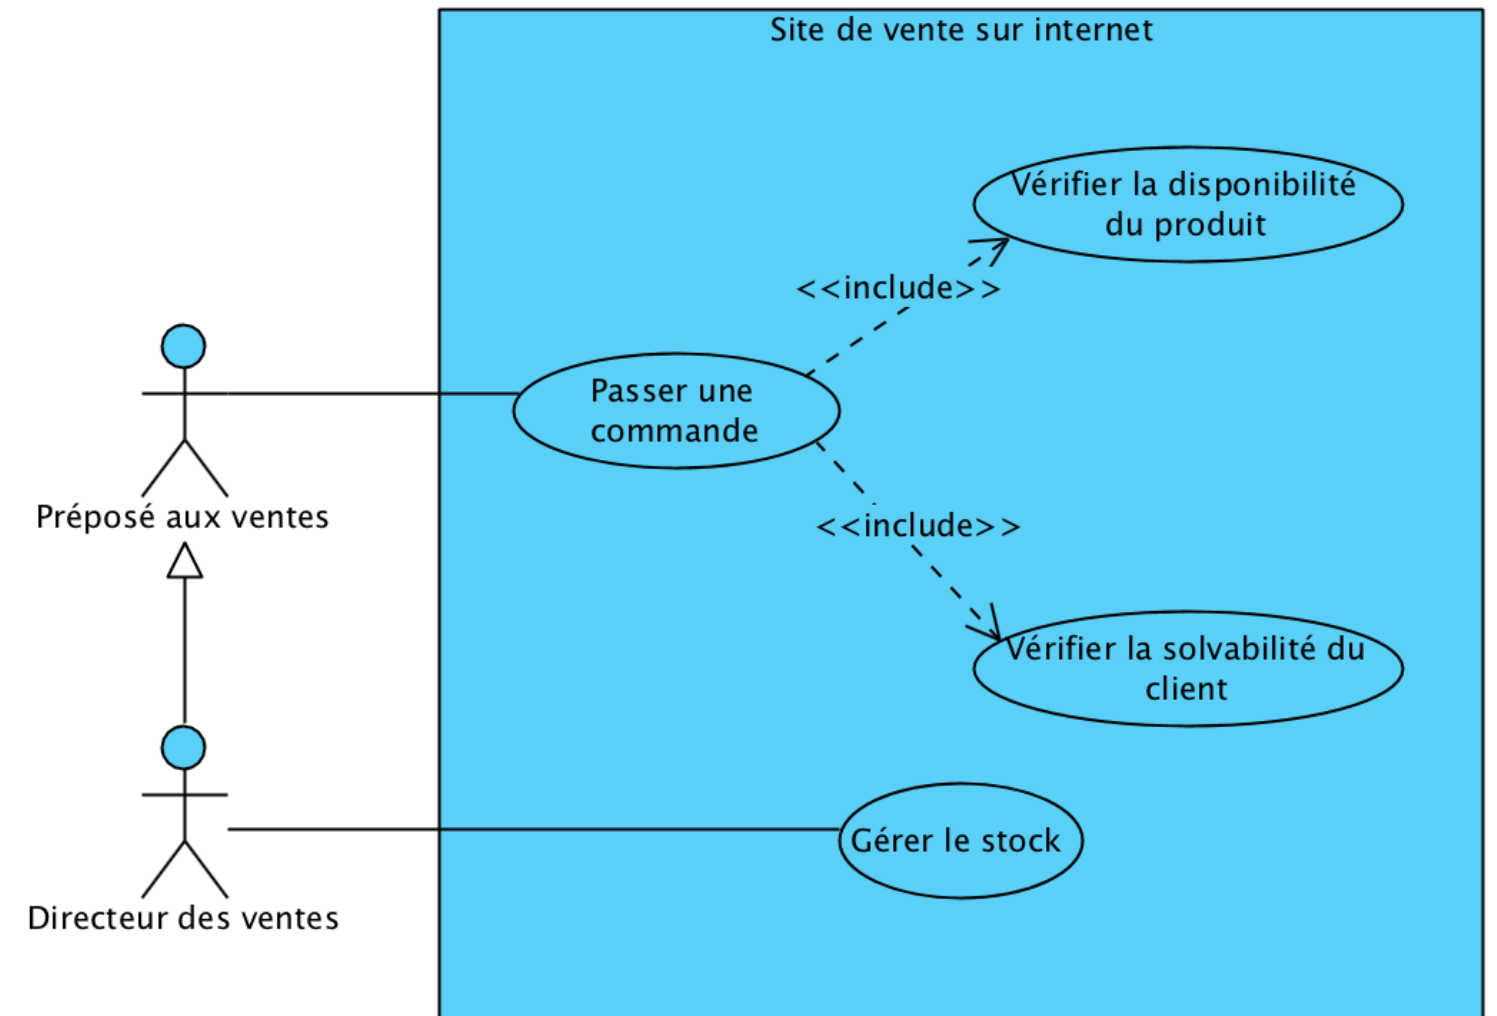 Site de vente sur internet
Vérifier la disponibilité
du produit
<<include>>
Passer une
commande
Préposé aux ventes
<<include>>
Vérifier la solvabilité du
client
Gérer le stock
Directeur des ventes